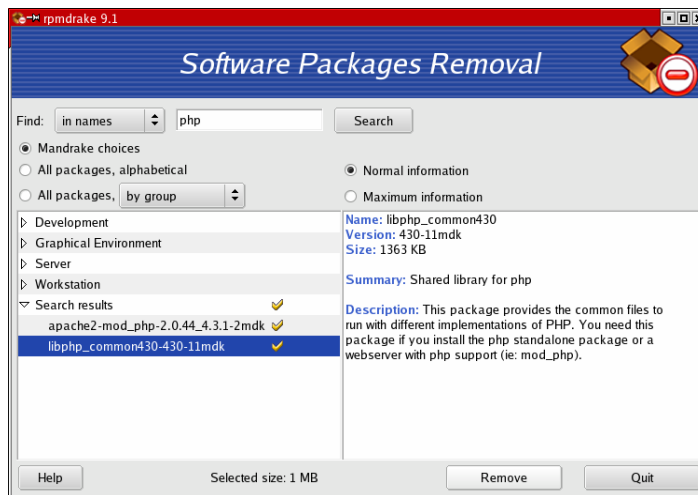 rpmdrake 9.1
Software Packages Removal
Find: in names php Search
Mandrake choices
All packages, alphabetical
Normal information
All packages, by group
Maximum information
Development
Graphical Environment
Server
Workstation
Search results
apache2-mod_php-2.0.44_4.3.1-2mdk
libphp_common430-430-11mdk
Name: libphp_common430
Version: 430-11mdk
Size: 1363 KB
Summary: Shared library for php
Description: This package provides the common files to
run with different implementations of PHP. You need this
package if you install the php standalone package or a
webserver with php support (ie: mod_php).
Help Selected size: 1 MB Remove Quit